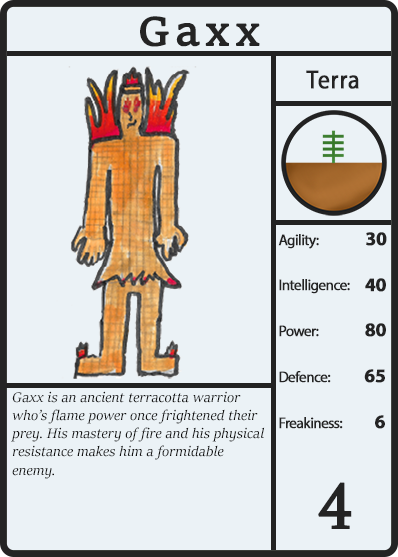 Gaxx
Terra
Agility: 30
Intelligence: 40
Power: 80
Defence: 65
Freakiness: 6
4
Gaxx is an ancient terracotta warrior
who's flame power once frightened their
prey. His mastery of fire and his physical
resistance makes him a formidable
enemy.